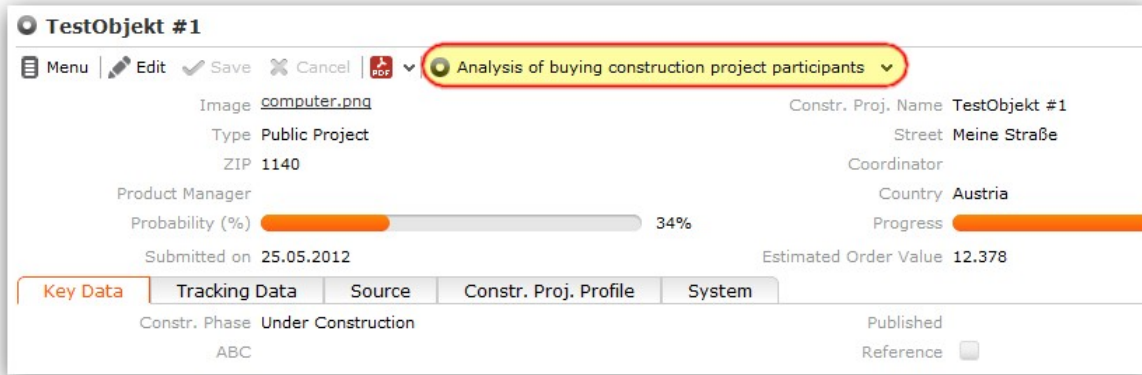 TestObjekt #1
Menu Edit Save Cancel PDF Analysis of buying construction project participants
Image computer.png Constr. Proj. Name TestObjekt #1
Type Public Project Street Meine Straße
ZIP 1140 Coordinator
Product Manager Country Austria
Probability (%) 34% Progress
Submitted on 25.05.2012 Estimated Order Value 12.378
Key Data Tracking Data Source Constr. Proj. Profile System
Constr. Phase Under Construction Published
ABC Reference